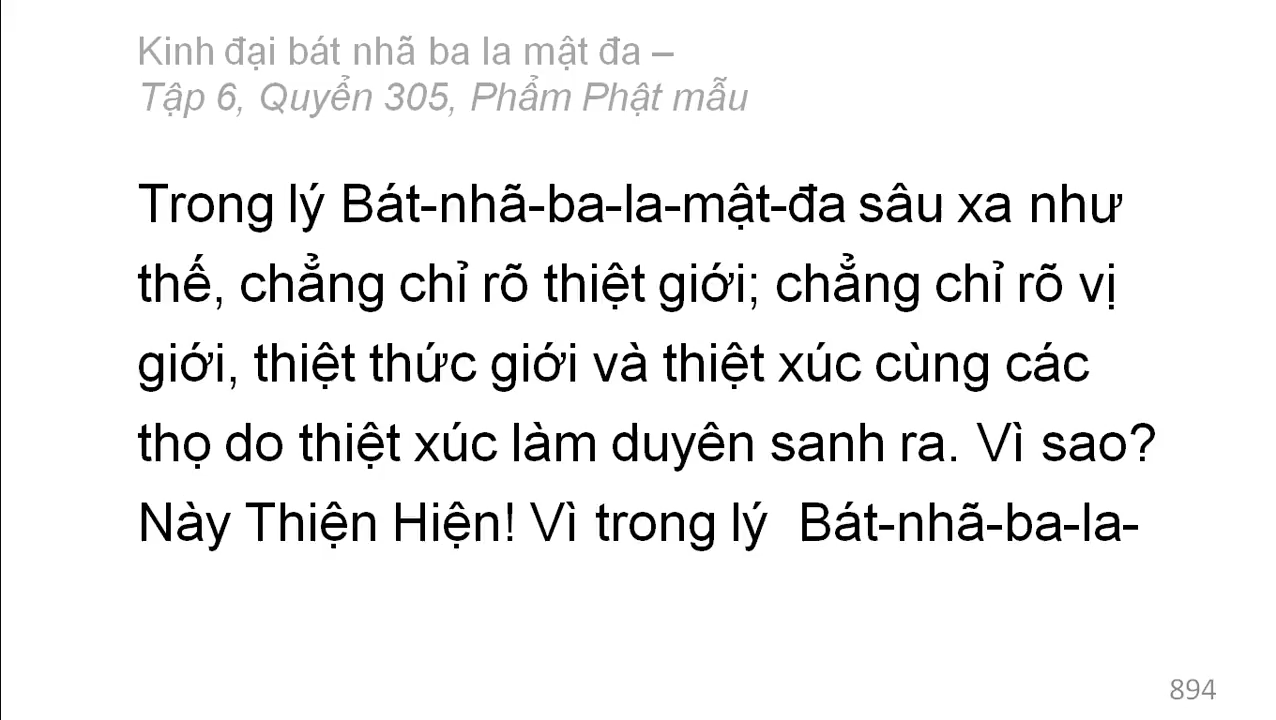 Kinh đại bát nhã ba la mật đa –
Tập 6, Quyển 305, Phẩm Phật mẫu
Trong lý Bát-nhã-ba-la-mật-đa sâu xa như
thế, chẳng chỉ rõ thiệt giới; chẳng chỉ rõ vị
giới, thiệt thức giới và thiệt xúc cùng các
thọ do thiệt xúc làm duyên sanh ra. Vì sao?
Này Thiện Hiện! Vì trong lý  Bát-nhã-ba-la-
894